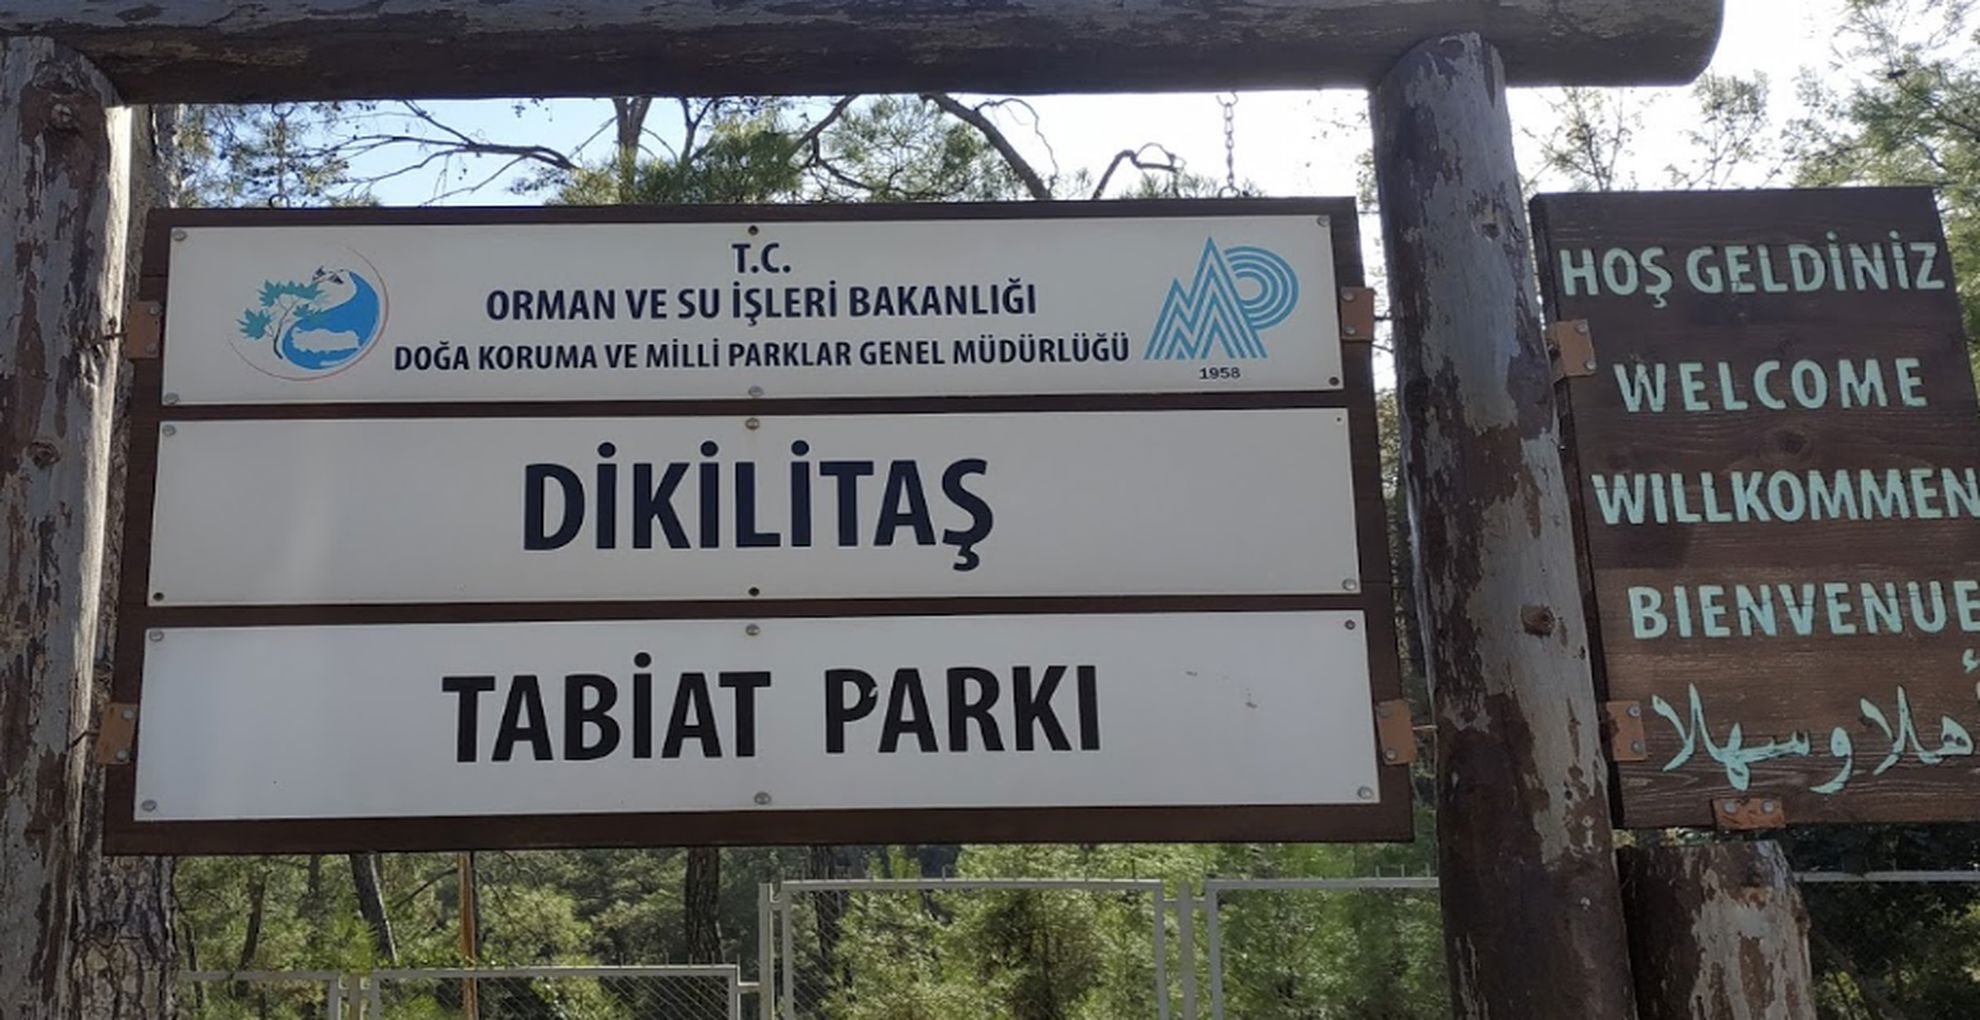 T.C.
ORMAN VE SU İŞLERİ BAKANLIĞI
DOĞA KORUMA VE MİLLİ PARKLAR GENEL MÜDÜRLÜĞÜ
MP
1958
DİKİLİTAŞ
TABİAT PARKI
HOŞ GELDİNİZ
WELCOME
WILLKOMMEN
BIENVENUE
أهلا وسهلا